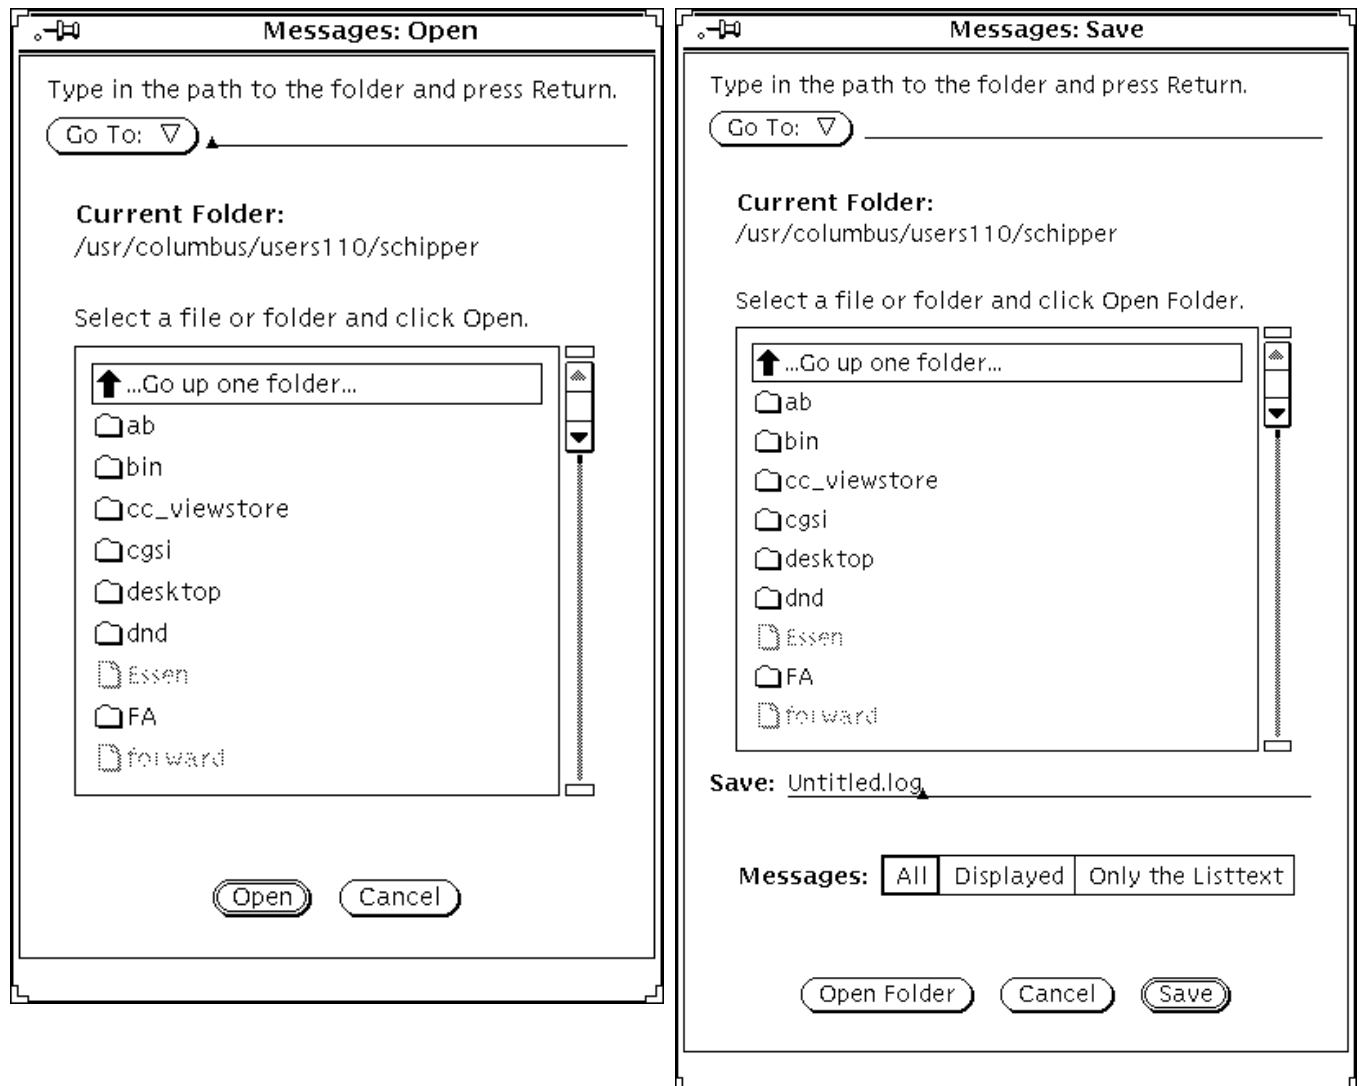 Messages: Open
Type in the path to the folder and press Return.
Go To:
Current Folder:
/usr/columbus/users110/schipper
Select a file or folder and click Open.
...Go up one folder...
ab
bin
cc_viewstore
cgsi
desktop
dnd
Essen
FA
forward
Open Cancel
Messages: Save
Type in the path to the folder and press Return.
Go To:
Current Folder:
/usr/columbus/users110/schipper
Select a file or folder and click Open Folder.
...Go up one folder...
ab
bin
cc_viewstore
cgsi
desktop
dnd
Essen
FA
forward
Save: Untitled.log
Messages: All Displayed Only the Listtext
Open Folder Cancel Save